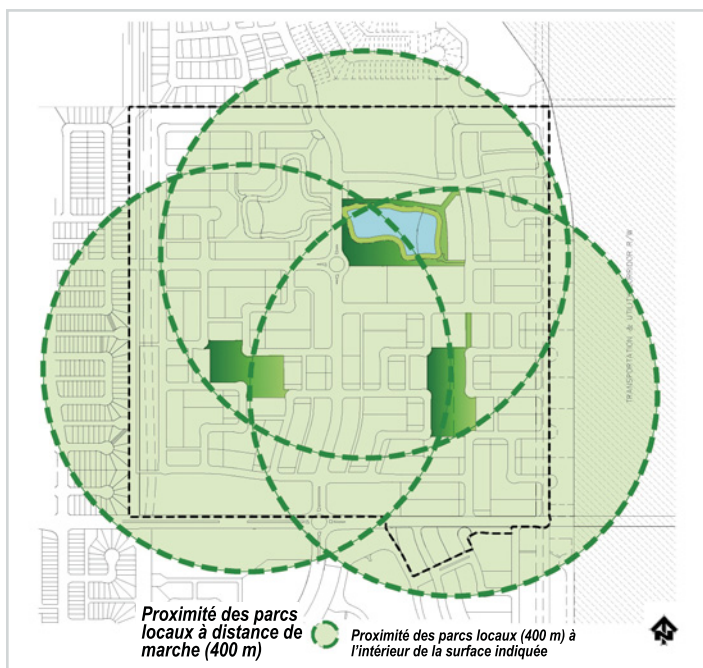 TRANSPORTATION & UTILITY CORRIDOR R/W
Proximité des parcs
locaux à distance de
marche (400 m)
Proximité des parcs locaux (400 m) à
l'intérieur de la surface indiquée
N